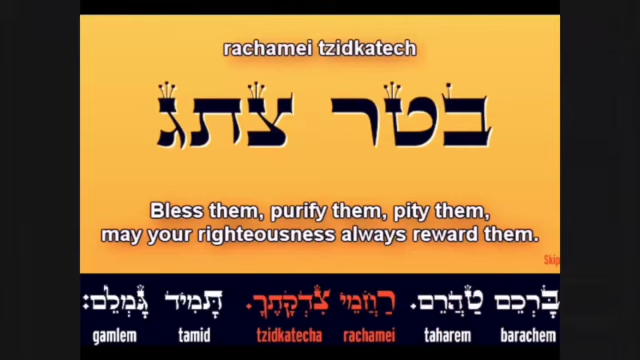 rachamei tzidkatech
בטר צתג
Bless them, purify them, pity them,
may your righteousness always reward them.
Skip
בָּרְכֵם טַהֲרֵם. רַחֲמֵי צִדְקָתֶךָ. תָּמִיד גָּמְלֵם:
gamlem tamid tzidkatecha rachamei taharem barachem